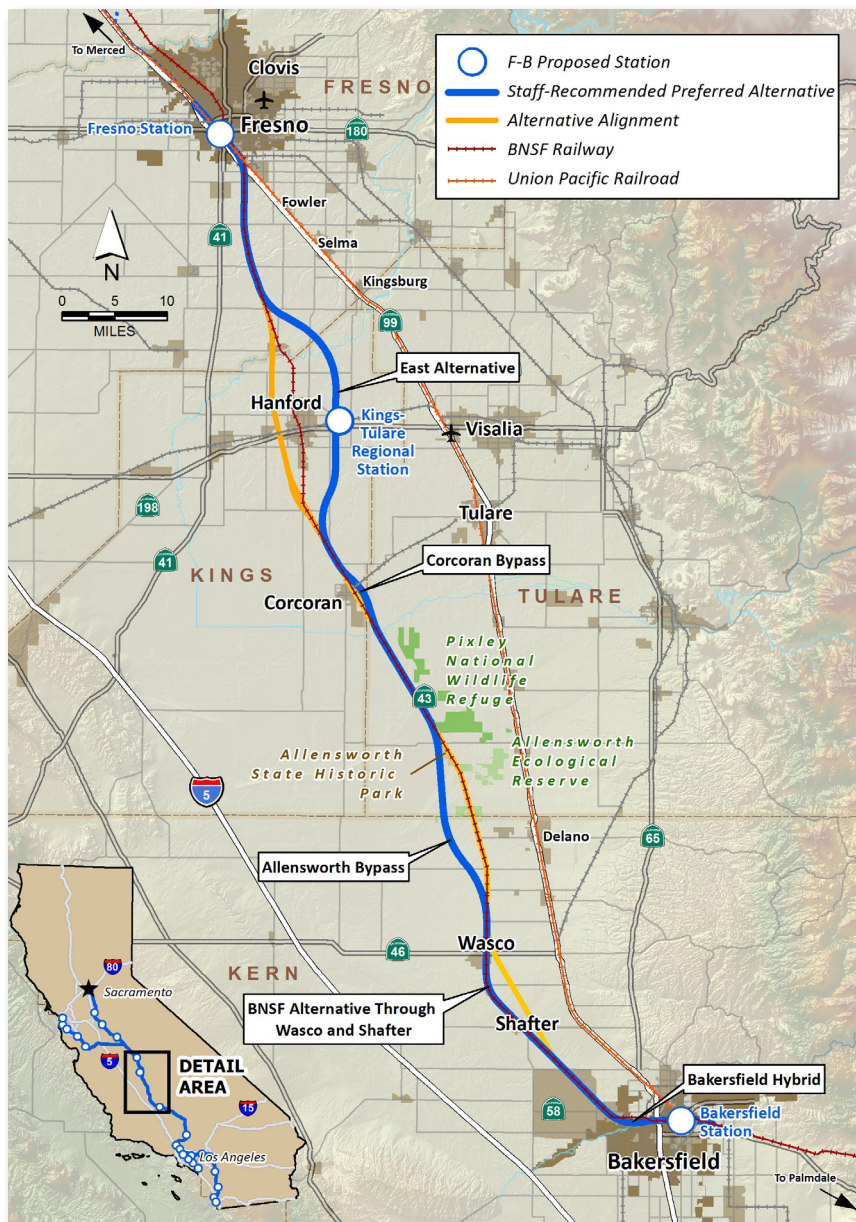 To Merced
Clovis
FRESNO
Fresno Station
Fresno
180
F-B Proposed Station
Staff-Recommended Preferred Alternative
Alternative Alignment
BNSF Railway
Union Pacific Railroad
41
Fowler
Selma
Kingsburg
99
N
0 5 10
MILES
East Alternative
Hanford
Kings-
Tulare
Regional
Station
Visalia
198
41
Tulare
KINGS
Corcoran Bypass
Corcoran
TULARE
43
Pixley
National
Wildlife
Refuge
Allensworth
State Historic
Park
Allensworth
Ecological
Reserve
5
Delano
65
Allensworth Bypass
46
Wasco
KERN
BNSF Alternative Through
Wasco and Shafter
Shafter
Bakersfield Hybrid
58
Bakersfield
Station
Bakersfield
To Palmdale
80
Sacramento
5
DETAIL
AREA
15
Los Angeles